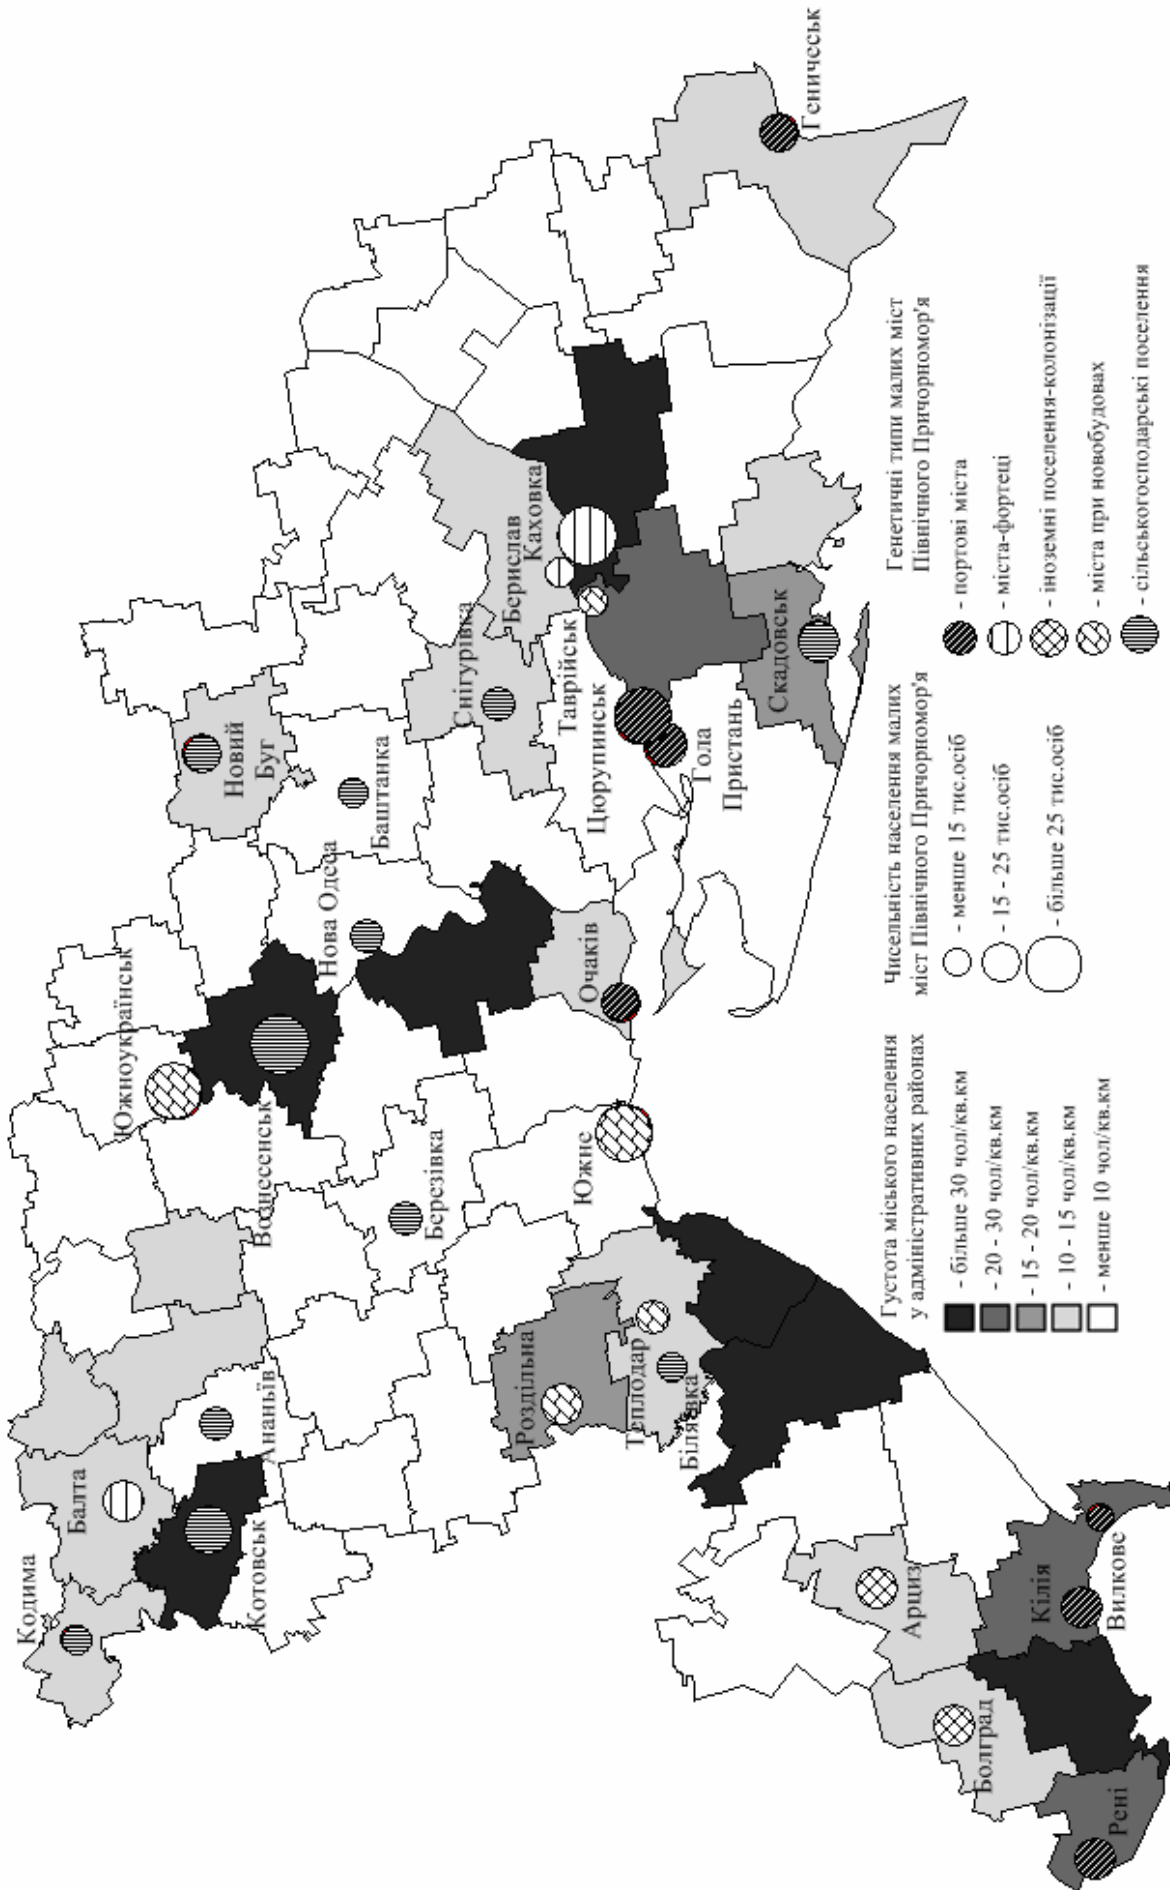 Кодима
Балта
Котовськ
Ананьїв
Южноукраїнськ
Вознесенськ
Новий
Буг
Нова Одеса
Баштанка
Березівка
Снігурівка
Берислав
Каховка
Таврійськ
Цюрупинськ
Гола
Пристань
Скадовськ
Генічеськ
Очаків
Южне
Роздільна
Теплодар
Біляївка
Арциз
Болград
Кілія
Вилкове
Рені
Густота міського населення
у адміністративних районах
- більше 30 чол/кв.км
- 20 - 30 чол/кв.км
- 15 - 20 чол/кв.км
- 10 - 15 чол/кв.км
- менше 10 чол/кв.км
Чисельність населення малих
міст Північного Причорномор'я
- менше 15 тис.осіб
- 15 - 25 тис.осіб
- більше 25 тис.осіб
Генетичні типи малих міст
Північного Причорномор'я
- портові міста
- міста-фортеці
- іноземні поселення-колонізації
- міста при новобудовах
- сільськогосподарські поселення